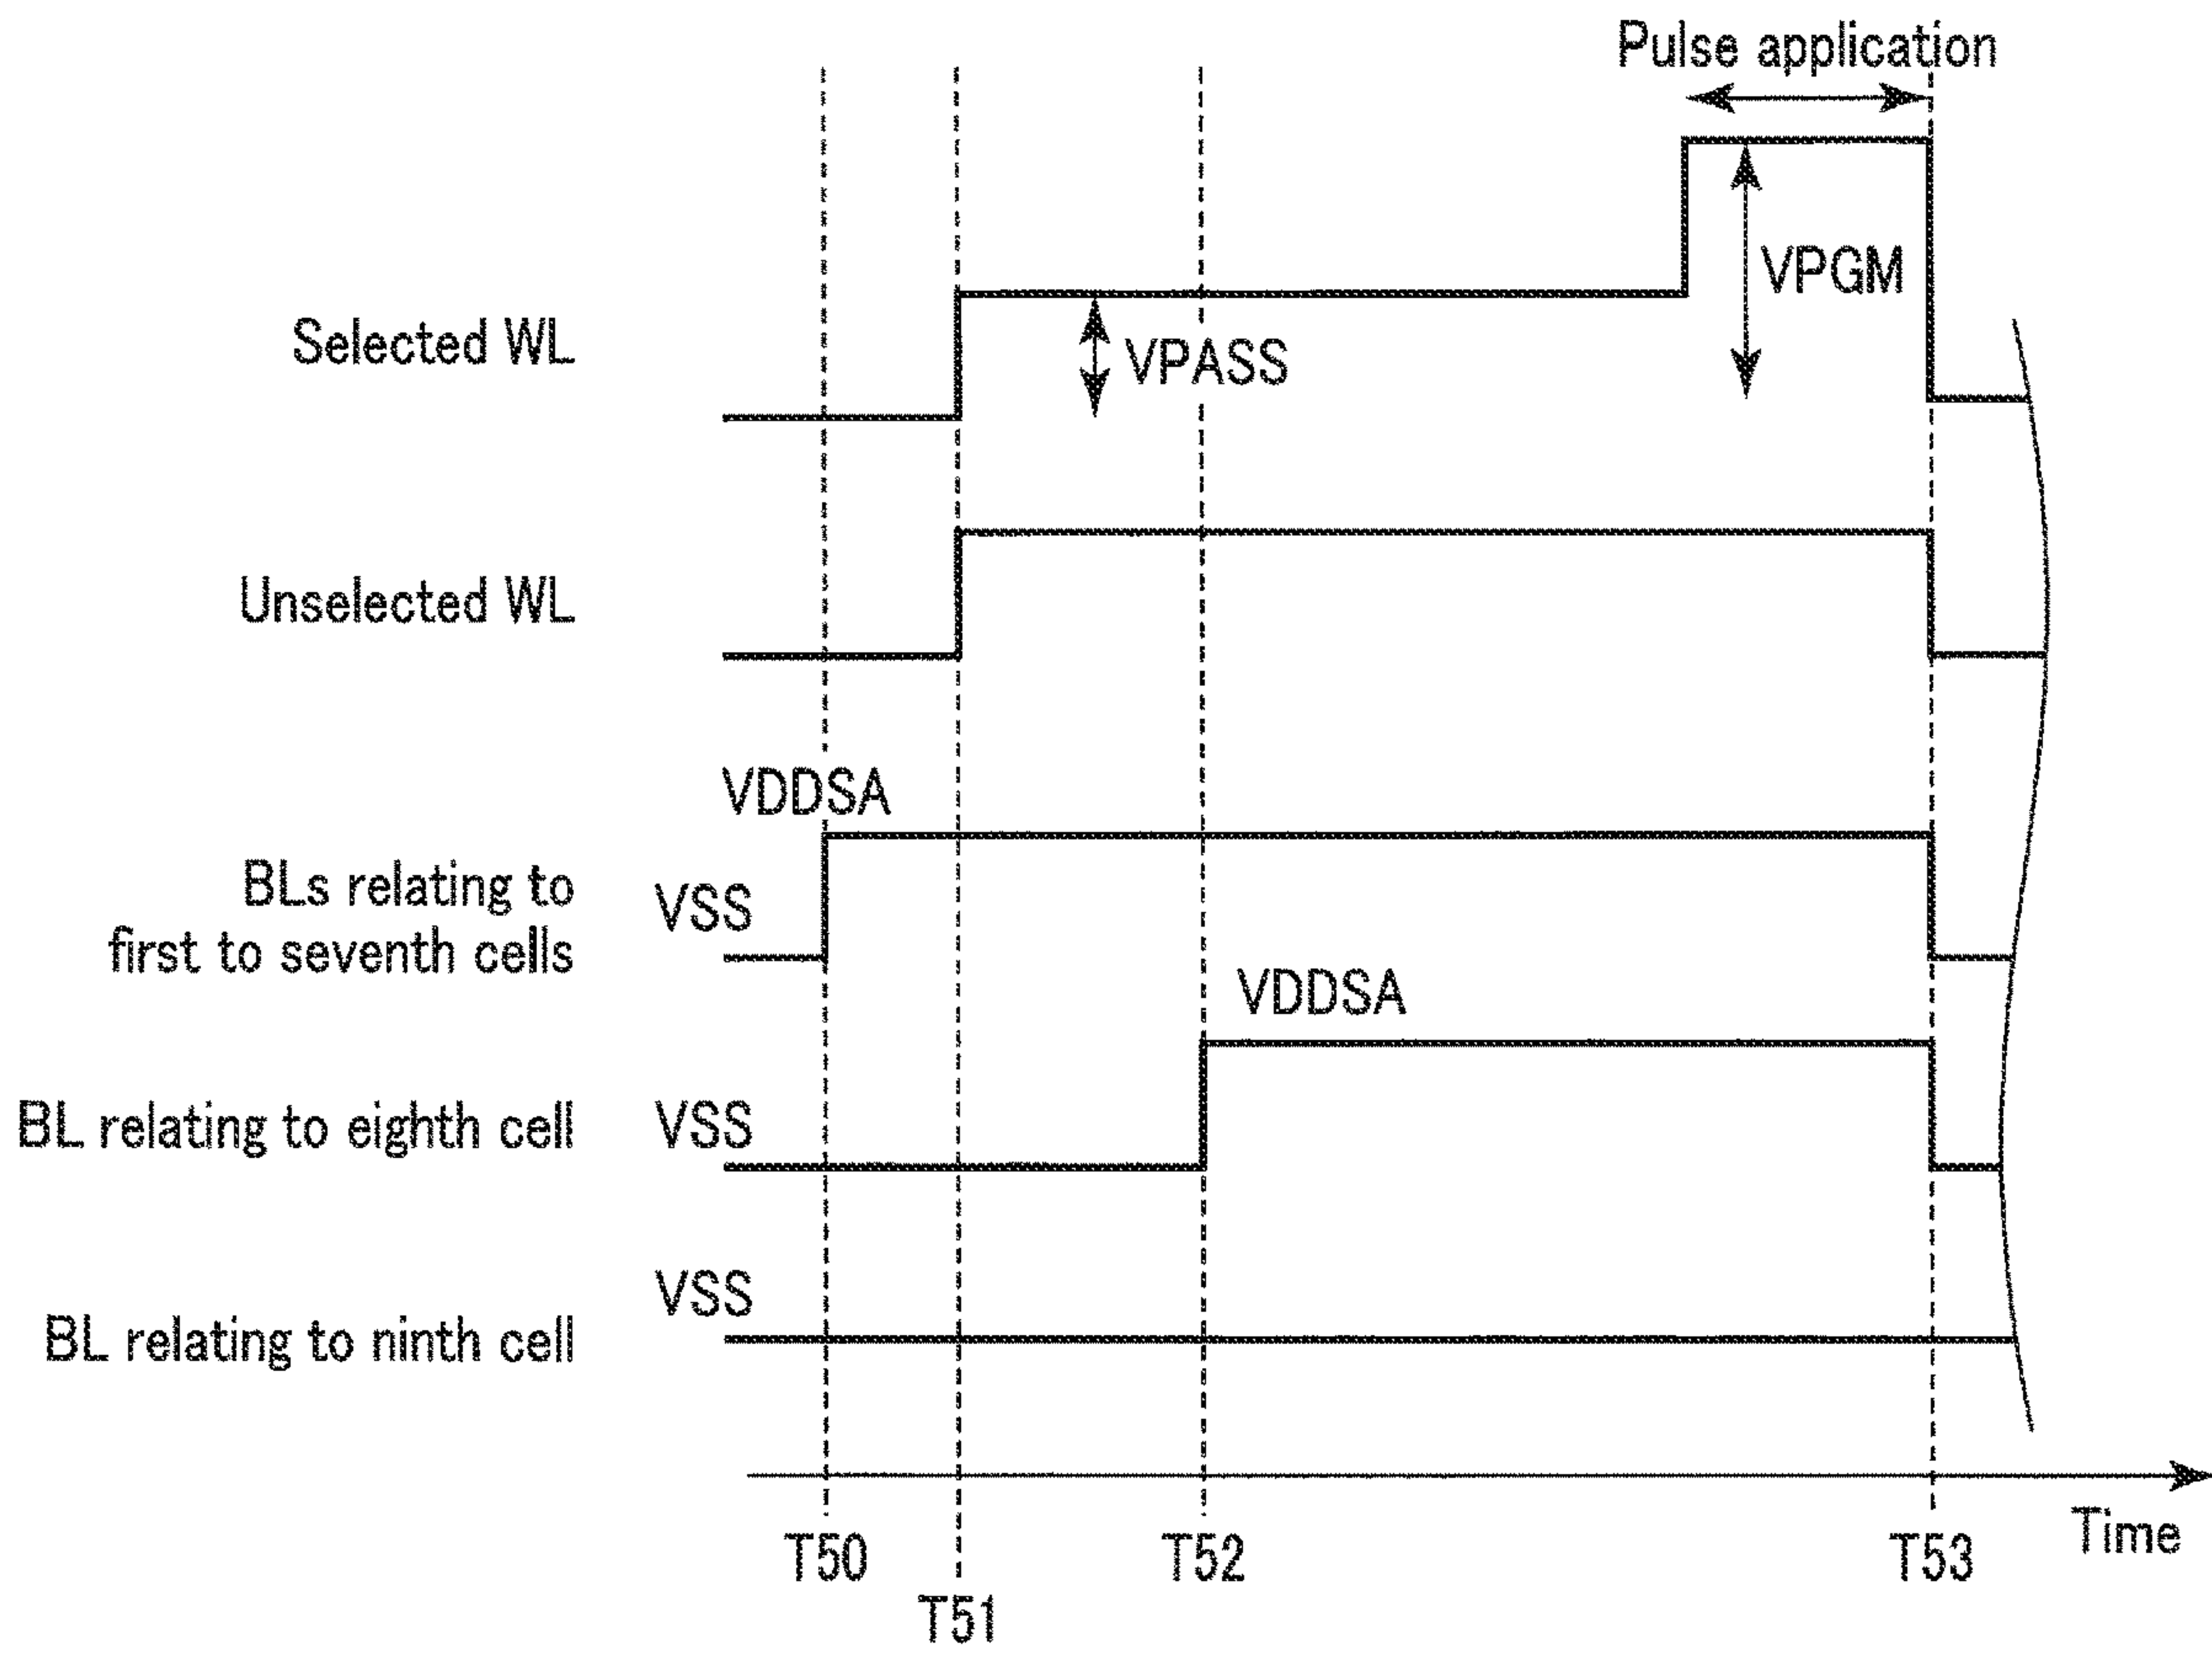 Pulse application
VPGM
Selected WL
VPASS
Unselected WL
VDDSA
BLs relating to
first to seventh cells
VSS
VDDSA
BL relating to eighth cell
VSS
VSS
BL relating to ninth cell
T50
T51
T52
T53
Time